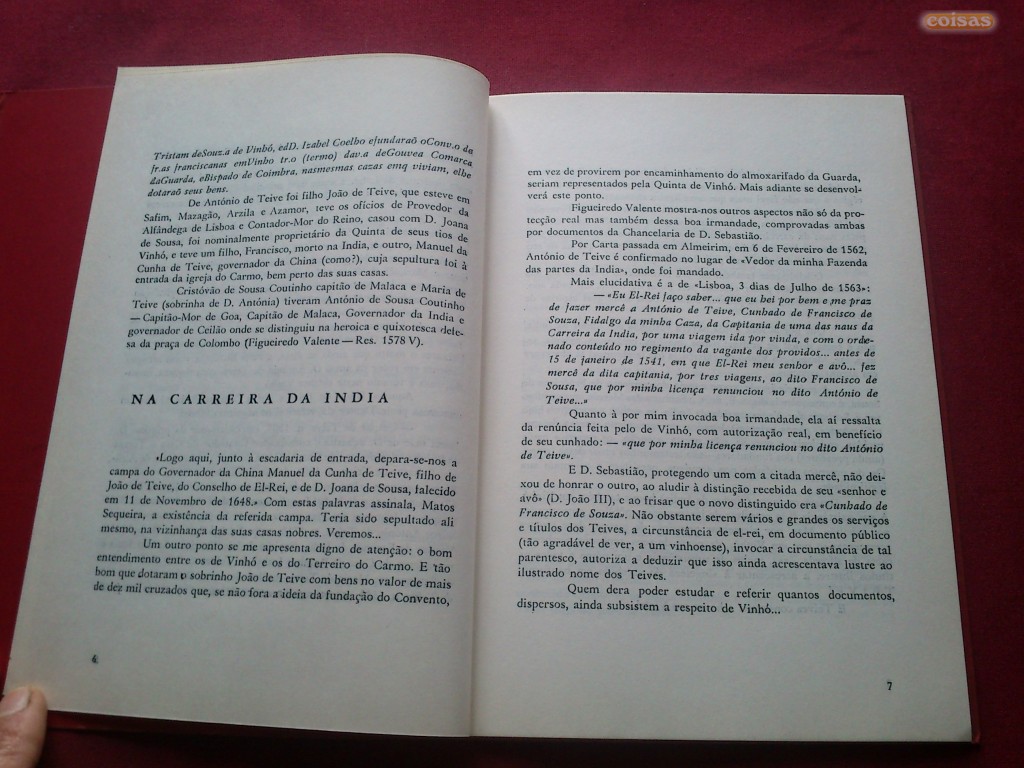 coisas
Tristam deSouz.a de Vinhó, edD. Izabel Coelho efundaraõ oConv.o da
fr.as franciscanas emVinho tr.o (termo) dav.a deGouvea Comarca
daGuarda, eBispado de Coimbra, nasmesmas cazas emq viviam, elhe
dotaraõ seus bens.
De António de Teive foi filho João de Teive, que esteve em
Safim, Mazagão, Arzila e Azamor, teve os ofícios de Provedor da
Alfândega de Lisboa e Contador-Mor do Reino, casou com D. Joana
de Sousa, foi nominalmente proprietário da Quinta de seus tios de
Vinhó, e teve um filho, Francisco, morto na India, e outro, Manuel da
Cunha de Teive, governador da China (como?), cuja sepultura foi à
entrada da igreja do Carmo, bem perto das suas casas.
Cristóvão de Sousa Coutinho capitão de Malaca e Maria de
Teive (sobrinha de D. Antónia) tiveram António de Sousa Coutinho
— Capitão-Mor de Goa, Capitão de Malaca, Governador da India e
governador de Ceilão onde se distinguiu na heroica e quixotesca defe-
sa da praça de Colombo (Figueiredo Valente — Res. 1578 V).
NA CARREIRA DA INDIA
«Logo aqui, junto à escadaria de entrada, depara-se-nos a
campa do Governador da China Manuel da Cunha de Teive, filho de
João de Teive, do Conselho de El-Rei, e de D. Joana de Sousa, falecido
em 11 de Novembro de 1648.» Com estas palavras assinala, Matos
Sequeira, a existência da referida campa. Teria sido sepultado ali
mesmo, na vizinhança das suas casas nobres. Veremos...
Um outro ponto se me apresenta digno de atenção: o bom
entendimento entre os de Vinhó e os do Terreiro do Carmo. E tão
bom que dotaram o sobrinho João de Teive com bens no valor de mais
de dez mil cruzados que, se não fora a ideia da fundação do Convento,
6
em vez de provirem por encaminhamento do almoxarifado da Guarda,
seriam representados pela Quinta de Vinhó. Mais adiante se desenvol-
verá este ponto.
Figueiredo Valente mostra-nos outros aspectos não só da pro-
tecção real mas também dessa boa irmandade, comprovadas ambas
por documentos da Chancelaria de D. Sebastião.
Por Carta passada em Almeirim, em 6 de Fevereiro de 1562,
António de Teive é confirmado no lugar de «Vedor da minha Fazenda
das partes da India», onde foi mandado.
Mais elucidativa é a de «Lisboa, 3 dias de Julho de 1563»:
— «Eu El-Rei faço saber... que eu hei por bem e me praz
de fazer mercê a António de Teive, Cunhado de Francisco de
Souza, Fidalgo da minha Caza, da Capitania de uma das naus da
Carreira da India, por uma viagem ida por vinda, e com o orde-
nado conteúdo no regimento da vagante dos providos... antes de
15 de janeiro de 1541, em que El-Rei meu senhor e avô... fez
mercê da dita capitania, por tres viagens, ao dito Francisco de
Sousa, que por minha licença renunciou no dito António de
Teive...»
Quanto à por mim invocada boa irmandade, ela aí ressalta
da renúncia feita pelo de Vinhó, com autorização real, em benefício
de seu cunhado: — «que por minha licença renunciou no dito António
de Teive».
E D. Sebastião, protegendo um com a citada mercê, não dei-
xou de honrar o outro, ao aludir à distinção recebida de seu «senhor e
avô» (D. João III), e ao frisar que o novo distinguido era «Cunhado de
Francisco de Souza». Não obstante serem vários e grandes os serviços
e títulos dos Teives, a circunstância de el-rei, em documento público
(tão agradável de ver, a um vinhoense), invocar a circunstância de tal
parentesco, autoriza a deduzir que isso ainda acrescentava lustre ao
ilustrado nome dos Teives.
Quem dera poder estudar e referir quantos documentos,
dispersos, ainda subsistem a respeito de Vinhó...
7